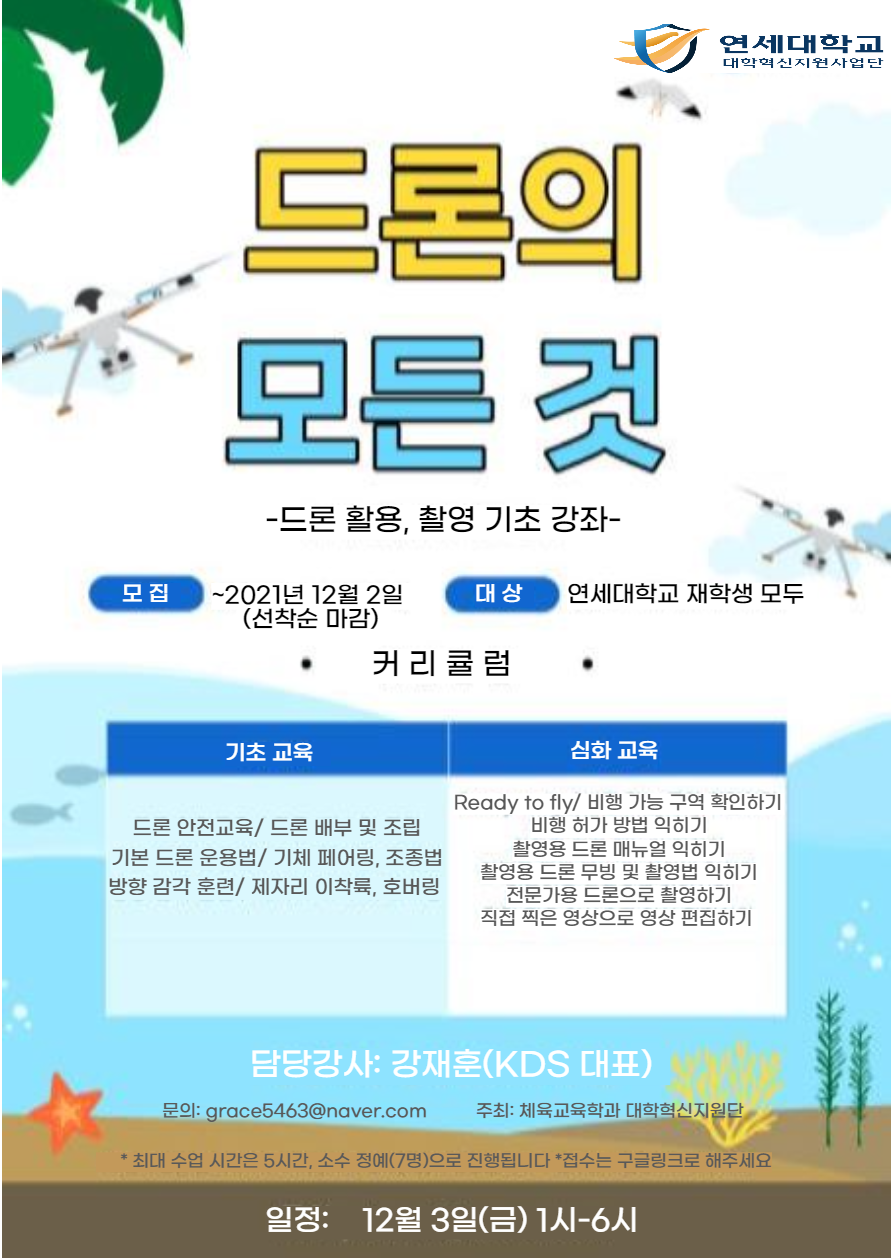 연세대학교
대학혁신지원사업단
드론의
모든 것
-드론 활용, 촬영 기초 강좌-
모 집 ~2021년 12월 2일
(선착순 마감)
대 상 연세대학교 재학생 모두
• 커 리 큘 럼 •
기초 교육
드론 안전교육/ 드론 배부 및 조립
기본 드론 운용법/ 기체 페어링, 조종법
방향 감각 훈련/ 제자리 이착륙, 호버링
심화 교육
Ready to fly/ 비행 가능 구역 확인하기
비행 허가 방법 익히기
촬영용 드론 매뉴얼 익히기
촬영용 드론 무빙 및 촬영법 익히기
전문가용 드론으로 촬영하기
직접 찍은 영상으로 영상 편집하기
담당강사: 강재훈(KDS 대표)
문의: grace5463@naver.com 주최: 체육교육학과 대학혁신지원단
* 최대 수업 시간은 5시간, 소수 정예(7명)으로 진행됩니다 *접수는 구글링크로 해주세요
일정: 12월 3일(금) 1시-6시